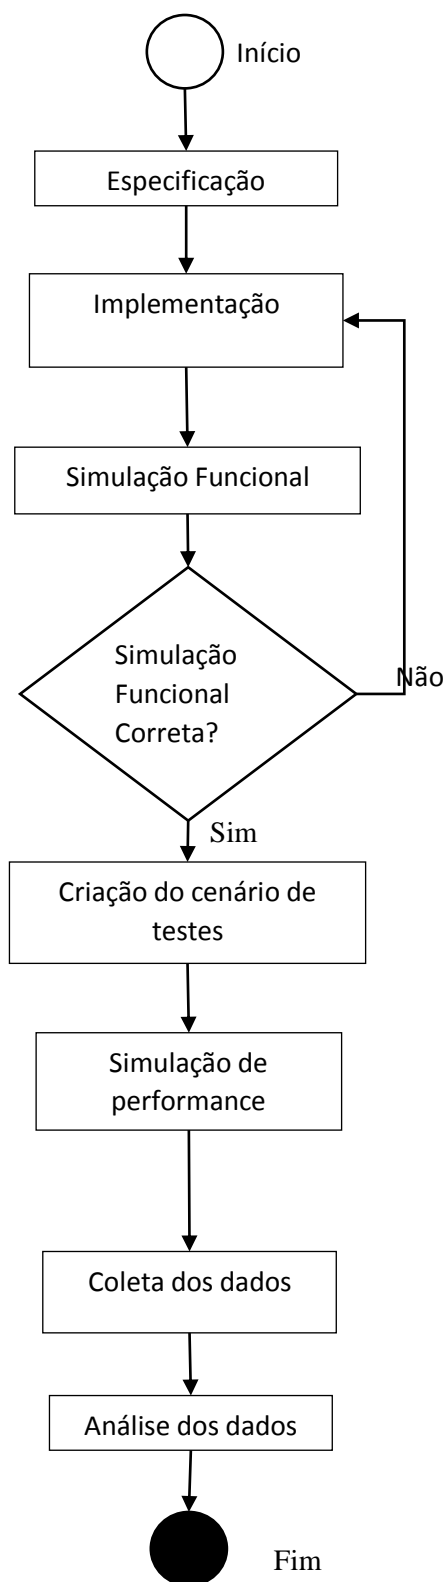 Início
Especificação
Implementação
Simulação Funcional
Simulação
Funcional
Correta?
Não
Sim
Criação do cenário de
testes
Simulação de
performance
Coleta dos dados
Análise dos dados
Fim